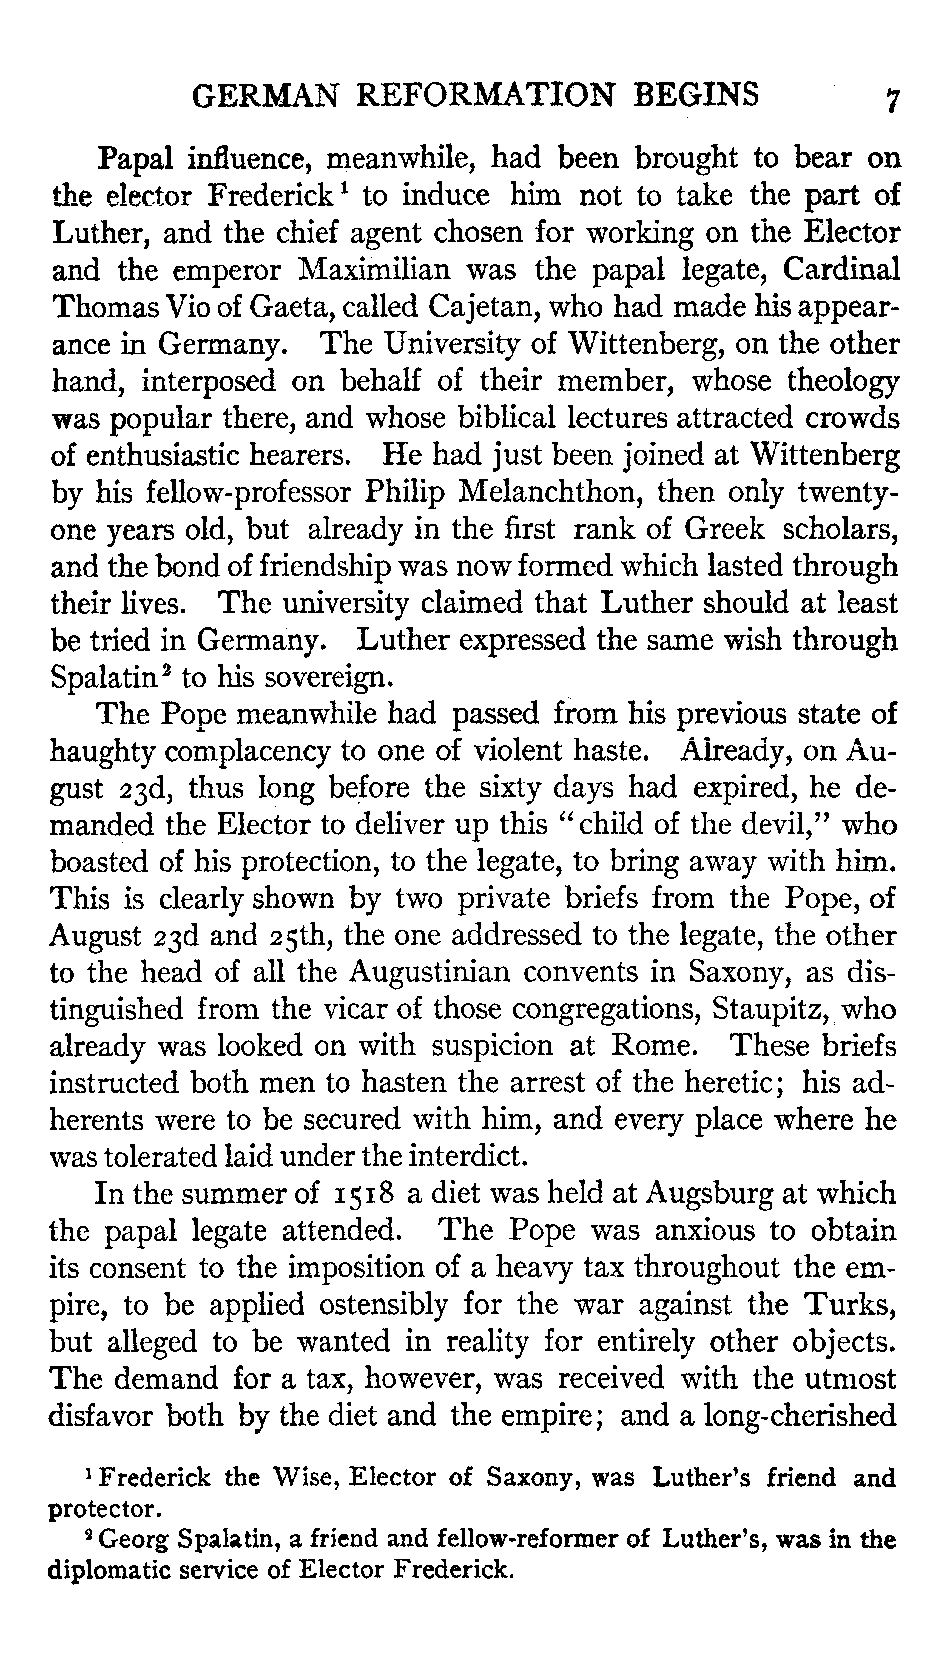 GERMAN REFORMATION BEGINS 7
Papal influence, meanwhile, had been brought to bear on
the elector Frederick¹ to induce him not to take the part of
Luther, and the chief agent chosen for working on the Elector
and the emperor Maximilian was the papal legate, Cardinal
Thomas Vio of Gaeta, called Cajetan, who had made his appear-
ance in Germany. The University of Wittenberg, on the other
hand, interposed on behalf of their member, whose theology
was popular there, and whose biblical lectures attracted crowds
of enthusiastic hearers. He had just been joined at Wittenberg
by his fellow-professor Philip Melanchthon, then only twenty-
one years old, but already in the first rank of Greek scholars,
and the bond of friendship was now formed which lasted through
their lives. The university claimed that Luther should at least
be tried in Germany. Luther expressed the same wish through
Spalatin² to his sovereign.
The Pope meanwhile had passed from his previous state of
haughty complacency to one of violent haste. Already, on Au-
gust 23d, thus long before the sixty days had expired, he de-
manded the Elector to deliver up this "child of the devil," who
boasted of his protection, to the legate, to bring away with him.
This is clearly shown by two private briefs from the Pope, of
August 23d and 25th, the one addressed to the legate, the other
to the head of all the Augustinian convents in Saxony, as dis-
tinguished from the vicar of those congregations, Staupitz, who
already was looked on with suspicion at Rome. These briefs
instructed both men to hasten the arrest of the heretic; his ad-
herents were to be secured with him, and every place where he
was tolerated laid under the interdict.
In the summer of 1518 a diet was held at Augsburg at which
the papal legate attended. The Pope was anxious to obtain
its consent to the imposition of a heavy tax throughout the em-
pire, to be applied ostensibly for the war against the Turks,
but alleged to be wanted in reality for entirely other objects.
The demand for a tax, however, was received with the utmost
disfavor both by the diet and the empire; and a long-cherished
¹ Frederick the Wise, Elector of Saxony, was Luther's friend and
protector.
² Georg Spalatin, a friend and fellow-reformer of Luther's, was in the
diplomatic service of Elector Frederick.